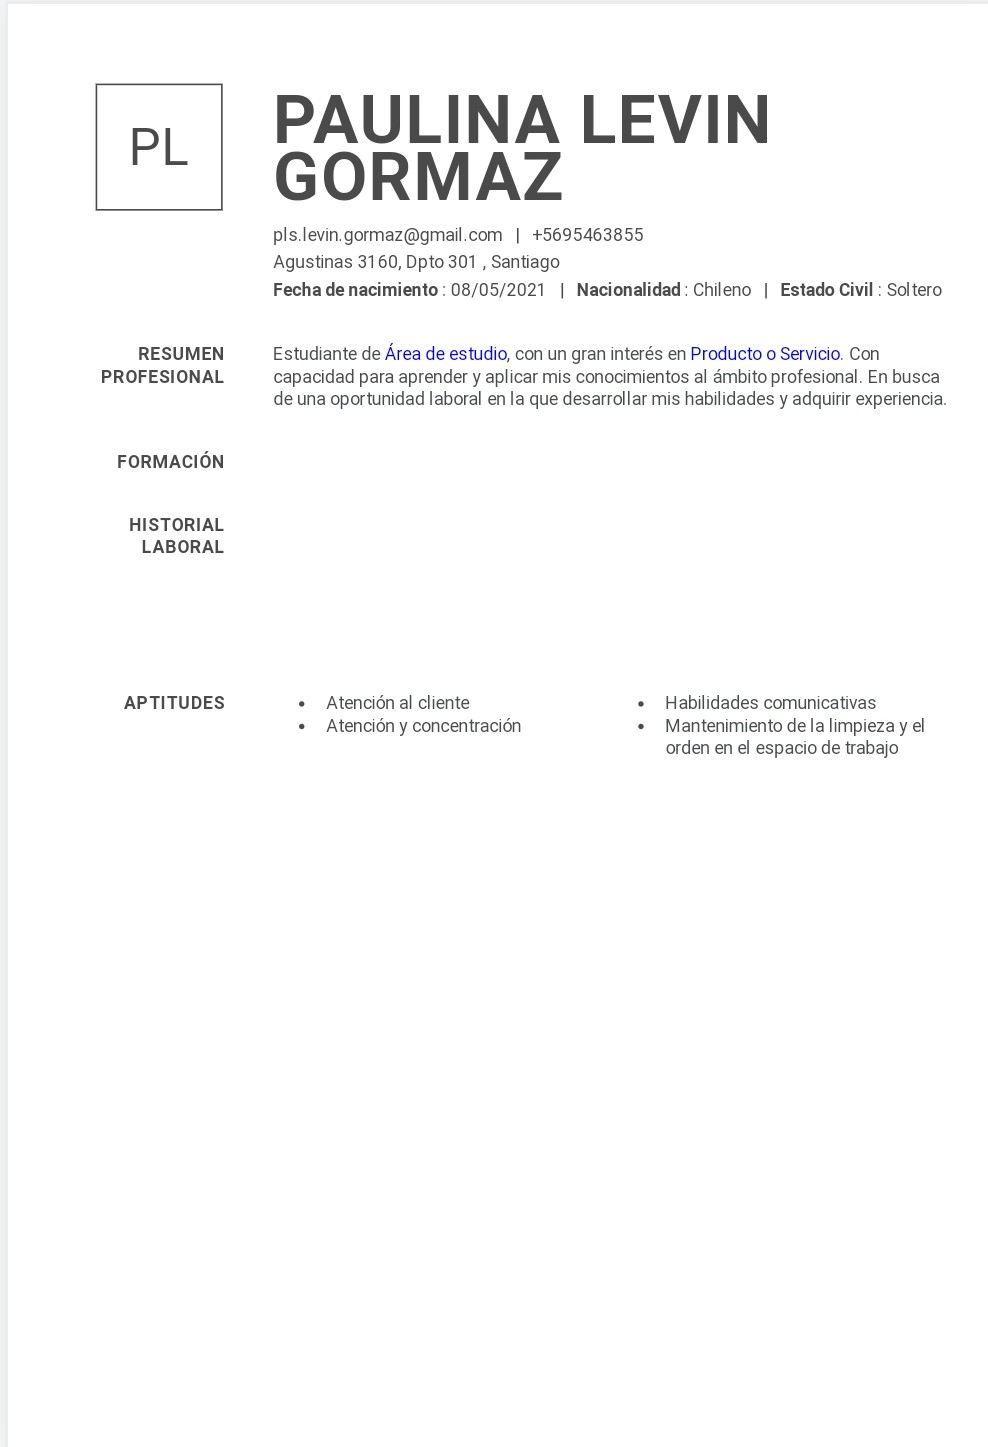 PL
PAULINA LEVIN
GORMAZ
pls.levin.gormaz@gmail.com | +5695463855
Agustinas 3160, Dpto 301 , Santiago
Fecha de nacimiento : 08/05/2021 | Nacionalidad : Chileno | Estado Civil : Soltero
RESUMEN
PROFESIONAL
Estudiante de Área de estudio, con un gran interés en Producto o Servicio. Con
capacidad para aprender y aplicar mis conocimientos al ámbito profesional. En busca
de una oportunidad laboral en la que desarrollar mis habilidades y adquirir experiencia.
FORMACIÓN
HISTORIAL
LABORAL
APTITUDES
• Atención al cliente
• Atención y concentración
• Habilidades comunicativas
• Mantenimiento de la limpieza y el
orden en el espacio de trabajo